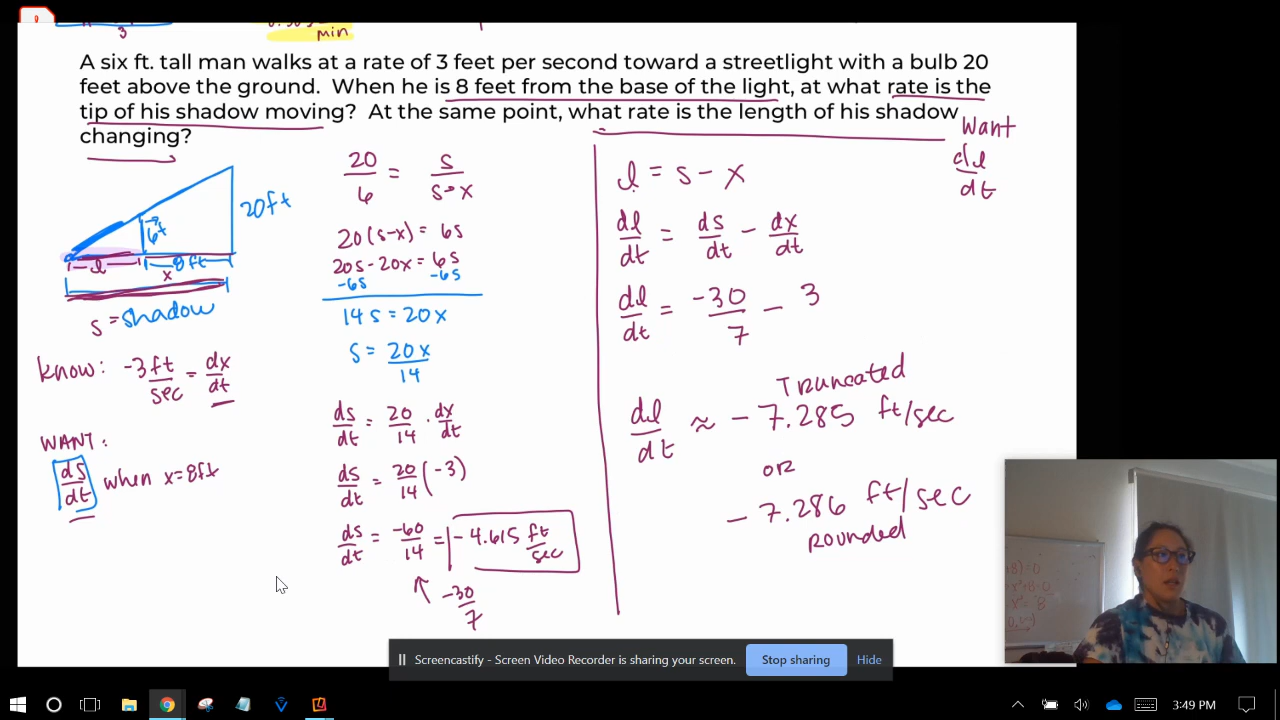 3
min
A six ft. tall man walks at a rate of 3 feet per second toward a streetlight with a bulb 20
feet above the ground. When he is 8 feet from the base of the light, at what rate is the
tip of his shadow moving? At the same point, what rate is the length of his shadow
changing?
20ft
6ft
l
8ft
x
s = shadow
know: -3ft/sec = dx/dt
WANT:
ds/dt when x=8ft
20/6 = s/(s-x)
20(s-x) = 6s
20s - 20x = 6s
-6s -6s
14s = 20x
s = 20x/14
ds/dt = 20/14 · dx/dt
ds/dt = 20/14 (-3)
ds/dt = -60/14 = -4.615 ft/sec
-30/7
Want
dl/dt
l = s - x
dl/dt = ds/dt - dx/dt
dl/dt = -30/7 - 3
Truncated
dl/dt ≈ -7.285 ft/sec
or
-7.286 ft/sec
rounded
Screencastify - Screen Video Recorder is sharing your screen.
Stop sharing
Hide
3:49 PM